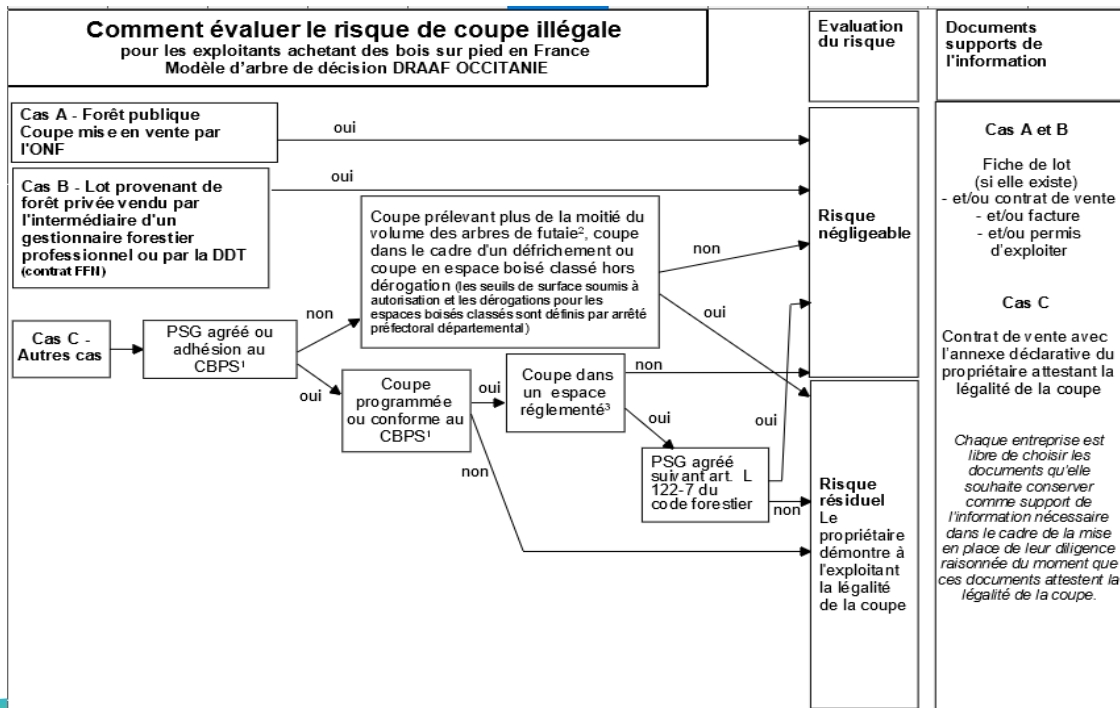 Comment évaluer le risque de coupe illégale
pour les exploitants achetant des bois sur pied en France
Modèle d'arbre de décision DRAAF OCCITANIE
Evaluation
du risque
Documents
supports de
l'information
Cas A - Forêt publique
Coupe mise en vente par
l'ONF
oui
Cas B - Lot provenant de
forêt privée vendu par
l'intermédiaire d'un
gestionnaire forestier
professionnel ou par la DDT
(contrat FFN)
oui
Coupe prélevant plus de la moitié du
volume des arbres de futaie², coupe
dans le cadre d'un défrichement ou
coupe en espace boisé classé hors
dérogation (les seuils de surface soumis à
autorisation et les dérogations pour les
espaces boisés classés sont définis par arrêté
préfectoral départemental)
non
oui
Cas C -
Autres cas
PSG agréé ou
adhésion au
CBPS¹
non
oui
Coupe
programmée
ou conforme au
CBPS¹
oui
non
Coupe dans
un espace
réglementé³
non
oui
PSG agréé
suivant art. L
122-7 du
code forestier
oui
non
Risque
négligeable
Risque
résiduel
Le
propriétaire
démontre à
l'exploitant
la légalité
de la coupe
Cas A et B
Fiche de lot
(si elle existe)
- et/ou contrat de vente
- et/ou facture
- et/ou permis
d'exploiter
Cas C
Contrat de vente avec
l'annexe déclarative du
propriétaire attestant la
légalité de la coupe
Chaque entreprise est
libre de choisir les
documents qu'elle
souhaite conserver
comme support de
l'information nécessaire
dans le cadre de la mise
en place de leur diligence
raisonnée du moment que
ces documents attestent la
légalité de la coupe.